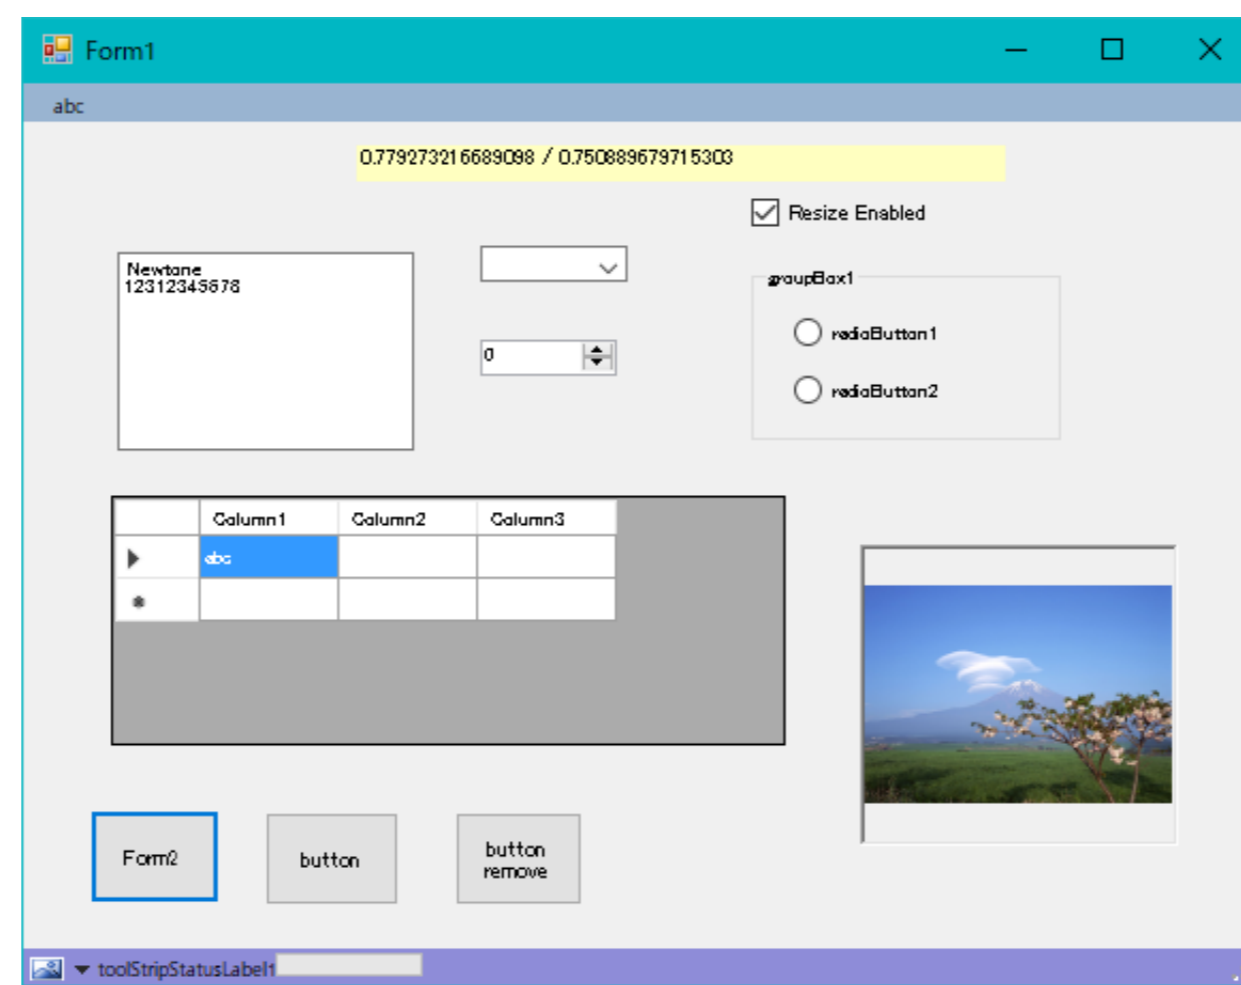 Form1
abc
0.779273216689098 / 0.750889679715303
Resize Enabled
Newtone
12312345678
groupBox1
0
radioButton1
radioButton2
Column1 Column2 Column3
abc
Form2
button
button
remove
toolStripStatusLabel1